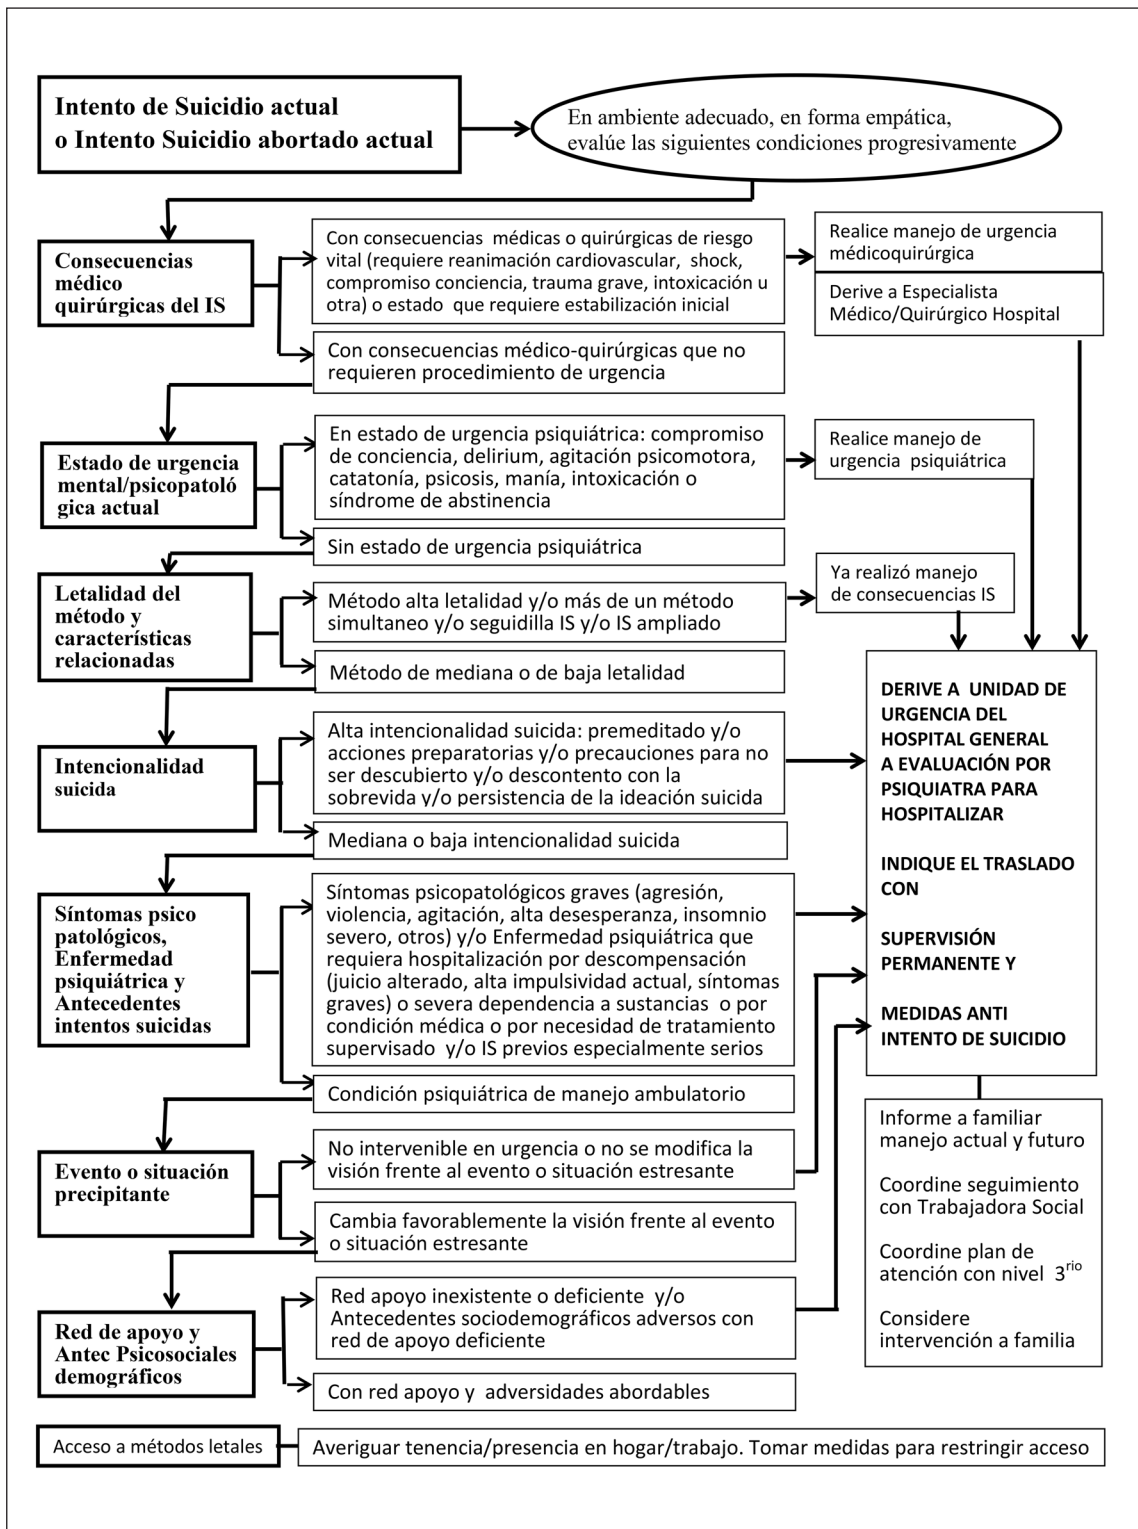 Intento de Suicidio actual
o Intento Suicidio abortado actual
En ambiente adecuado, en forma empática,
evalúe las siguientes condiciones progresivamente
Consecuencias
médico
quirúrgicas del IS
Con consecuencias médicas o quirúrgicas de riesgo
vital (requiere reanimación cardiovascular, shock,
compromiso conciencia, trauma grave, intoxicación u
otra) o estado que requiere estabilización inicial
Realice manejo de urgencia
médicoquirúrgica
Derive a Especialista
Médico/Quirúrgico Hospital
Con consecuencias médico-quirúrgicas que no
requieren procedimiento de urgencia
Estado de urgencia
mental/psicopatoló
gica actual
En estado de urgencia psiquiátrica: compromiso
de conciencia, delirium, agitación psicomotora,
catatonía, psicosis, manía, intoxicación o
síndrome de abstinencia
Realice manejo de
urgencia psiquiátrica
Sin estado de urgencia psiquiátrica
Letalidad del
método y
características
relacionadas
Método alta letalidad y/o más de un método
simultaneo y/o seguidilla IS y/o IS ampliado
Ya realizó manejo
de consecuencias IS
Método de mediana o de baja letalidad
Intencionalidad
suicida
Alta intencionalidad suicida: premeditado y/o
acciones preparatorias y/o precauciones para no
ser descubierto y/o descontento con la
sobrevida y/o persistencia de la ideación suicida
Mediana o baja intencionalidad suicida
Síntomas psico
patológicos,
Enfermedad
psiquiátrica y
Antecedentes
intentos suicidas
Síntomas psicopatológicos graves (agresión,
violencia, agitación, alta desesperanza, insomnio
severo, otros) y/o Enfermedad psiquiátrica que
requiera hospitalización por descompensación
(juicio alterado, alta impulsividad actual, síntomas
graves) o severa dependencia a sustancias o por
condición médica o por necesidad de tratamiento
supervisado y/o IS previos especialmente serios
Condición psiquiátrica de manejo ambulatorio
Evento o situación
precipitante
No intervenible en urgencia o no se modifica la
visión frente al evento o situación estresante
Cambia favorablemente la visión frente al evento
o situación estresante
Red de apoyo y
Antec Psicosociales
demográficos
Red apoyo inexistente o deficiente y/o
Antecedentes sociodemográficos adversos con
red de apoyo deficiente
Con red apoyo y adversidades abordables
DERIVE A UNIDAD DE
URGENCIA DEL
HOSPITAL GENERAL
A EVALUACIÓN POR
PSIQUIATRA PARA
HOSPITALIZAR
INDIQUE EL TRASLADO
CON
SUPERVISIÓN
PERMANENTE Y
MEDIDAS ANTI
INTENTO DE SUICIDIO
Informe a familiar
manejo actual y futuro
Coordine seguimiento
con Trabajadora Social
Coordine plan de
atención con nivel 3rio
Considere
intervención a familia
Acceso a métodos letales
Averiguar tenencia/presencia en hogar/trabajo. Tomar medidas para restringir acceso